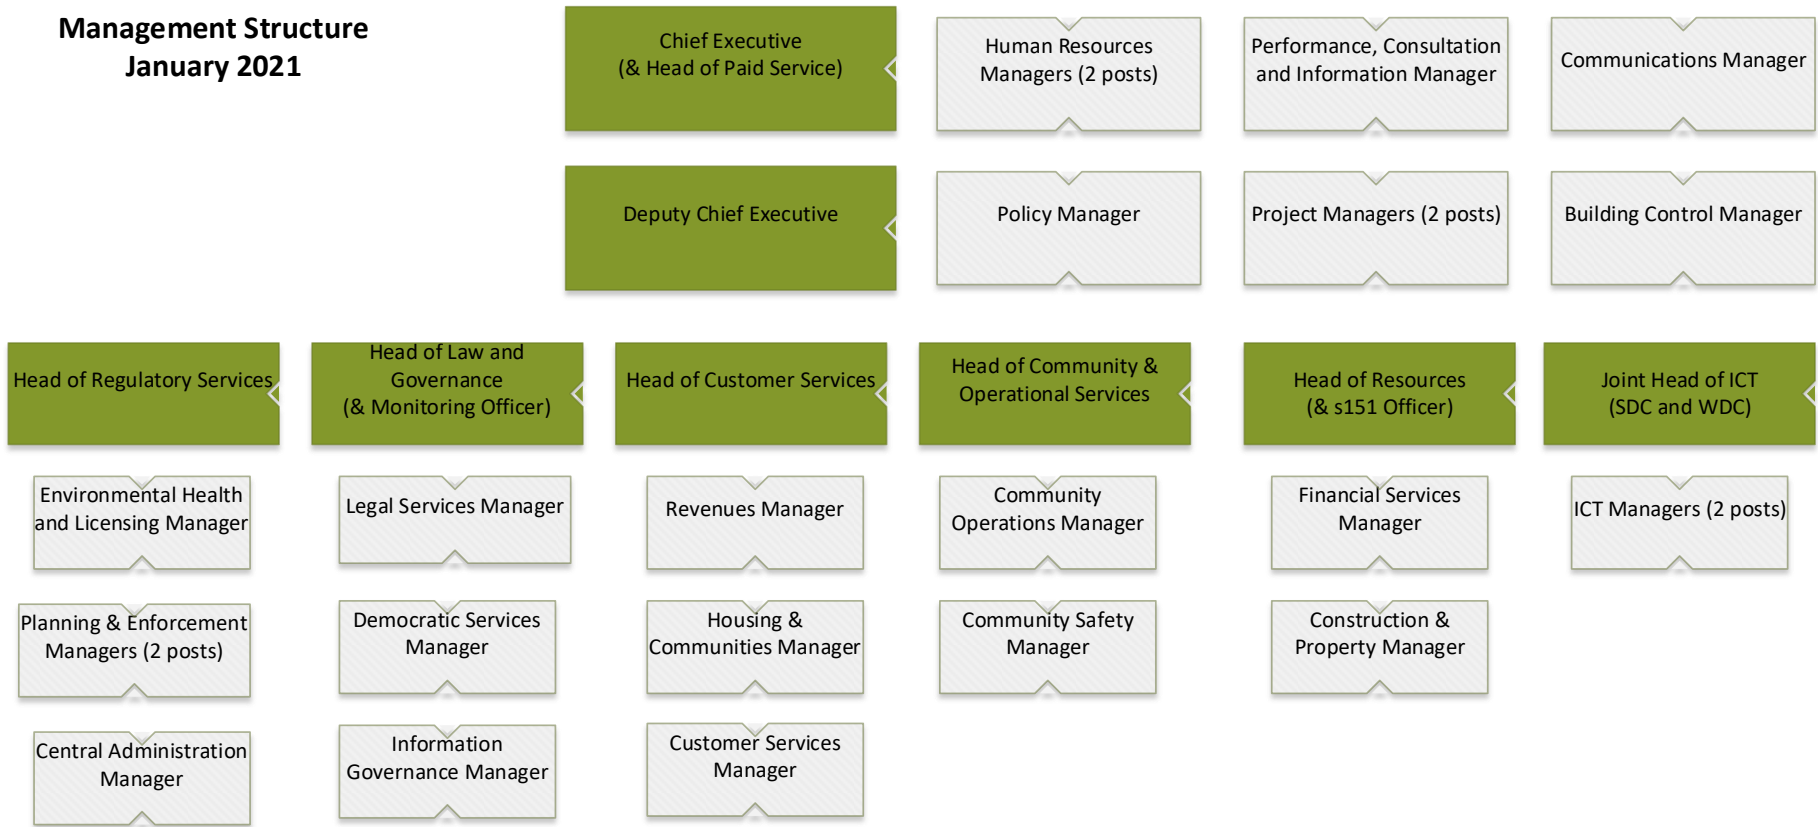 Management Structure
January 2021
Chief Executive
(& Head of Paid Service)
Human Resources
Managers (2 posts)
Performance, Consultation
and Information Manager
Communications Manager
Deputy Chief Executive
Policy Manager
Project Managers (2 posts)
Building Control Manager
Head of Regulatory Services
Head of Law and
Governance
(& Monitoring Officer)
Head of Customer Services
Head of Community &
Operational Services
Head of Resources
(& s151 Officer)
Joint Head of ICT
(SDC and WDC)
Environmental Health
and Licensing Manager
Legal Services Manager
Revenues Manager
Community
Operations Manager
Financial Services
Manager
ICT Managers (2 posts)
Planning & Enforcement
Managers (2 posts)
Democratic Services
Manager
Housing &
Communities Manager
Community Safety
Manager
Construction &
Property Manager
Central Administration
Manager
Information
Governance Manager
Customer Services
Manager